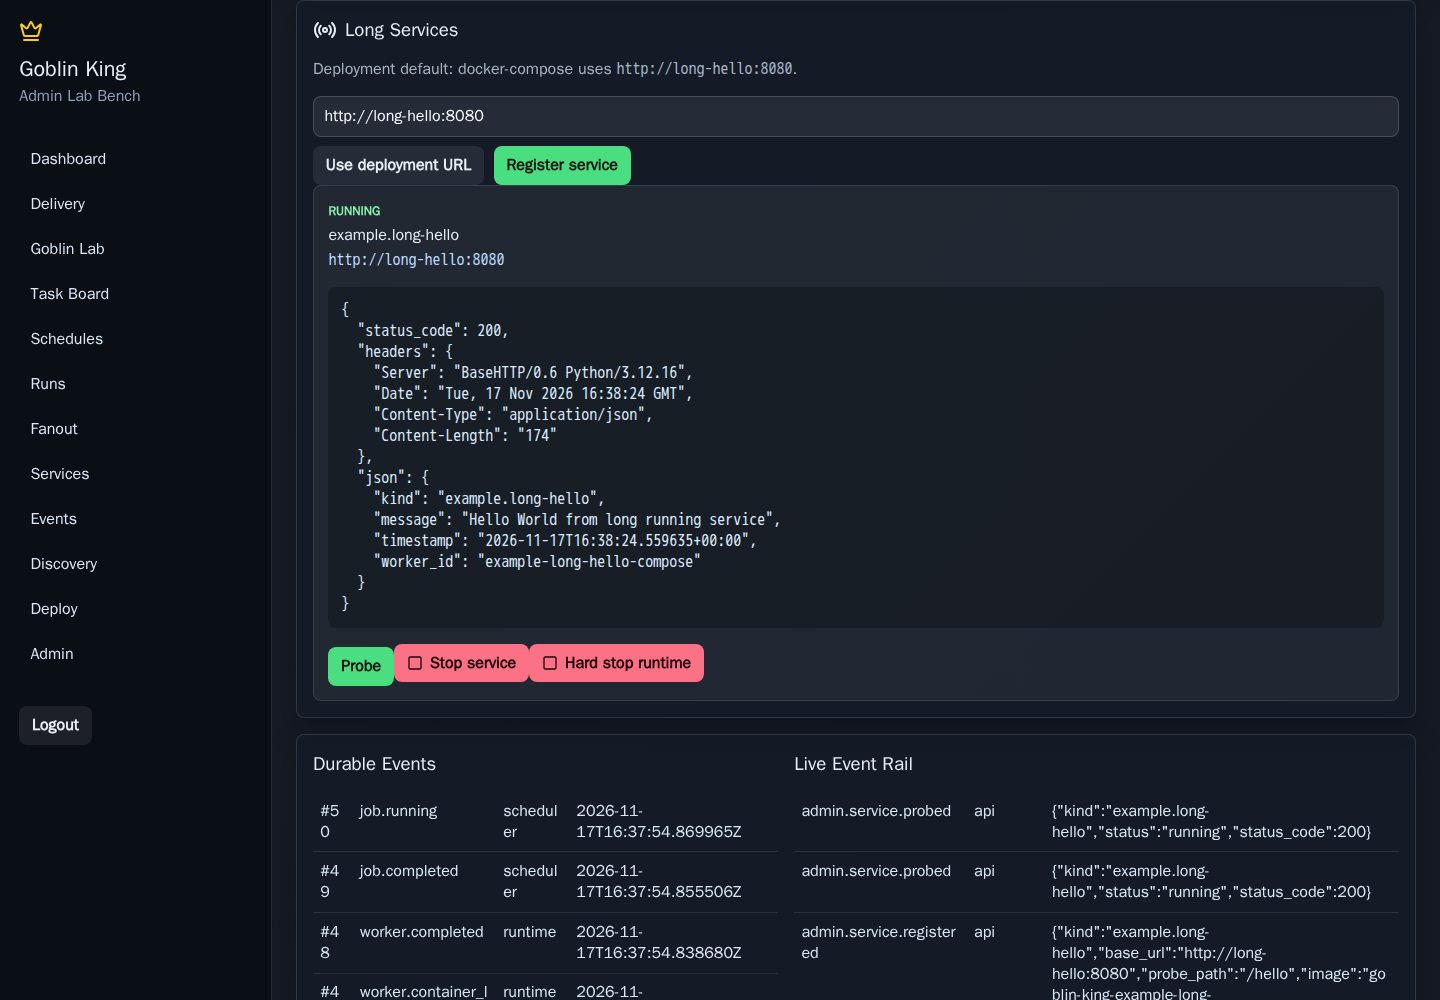 Goblin King
Admin Lab Bench
Dashboard
Delivery
Goblin Lab
Task Board
Schedules
Runs
Fanout
Services
Events
Discovery
Deploy
Admin
Logout
Long Services
Deployment default: docker-compose uses http://long-hello:8080.
http://long-hello:8080
Use deployment URL
Register service
RUNNING
example.long-hello
http://long-hello:8080
{
  "status_code": 200,
  "headers": {
    "Server": "BaseHTTP/0.6 Python/3.12.16",
    "Date": "Tue, 17 Nov 2026 16:38:24 GMT",
    "Content-Type": "application/json",
    "Content-Length": "174"
  },
  "json": {
    "kind": "example.long-hello",
    "message": "Hello World from long running service",
    "timestamp": "2026-11-17T16:38:24.559635+00:00",
    "worker_id": "example-long-hello-compose"
  }
}
Probe
Stop service
Hard stop runtime
Durable Events
#5
0
job.running
schedul
er
2026-11-
17T16:37:54.869965Z
#4
9
job.completed
schedul
er
2026-11-
17T16:37:54.855506Z
#4
8
worker.completed
runtime
2026-11-
17T16:37:54.838680Z
#4
worker.container_l
runtime
2026-11-
Live Event Rail
admin.service.probed
api
{"kind":"example.long-
hello","status":"running","status_code":200}
admin.service.probed
api
{"kind":"example.long-
hello","status":"running","status_code":200}
admin.service.register
ed
api
{"kind":"example.long-
hello","base_url":"http://long-
hello:8080","probe_path":"/hello","image":"go
blin-king-example-long-